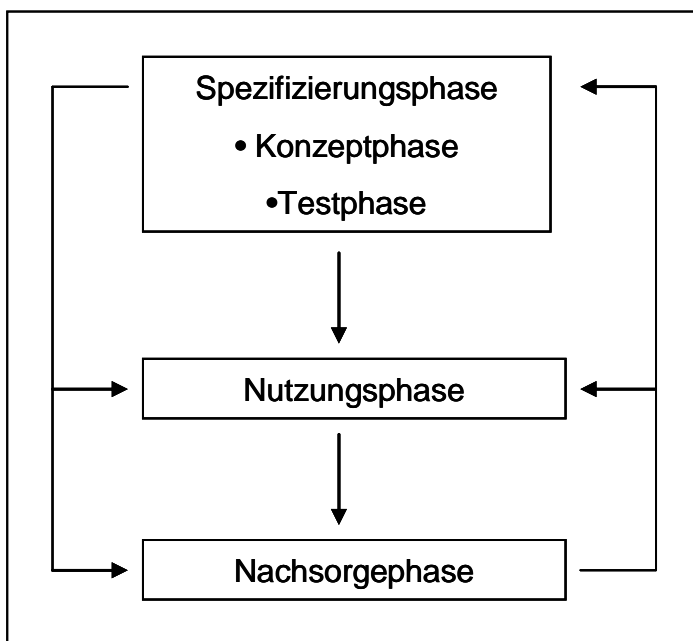 Spezifizierungsphase
• Konzeptphase
•Testphase
Nutzungsphase
Nachsorgephase